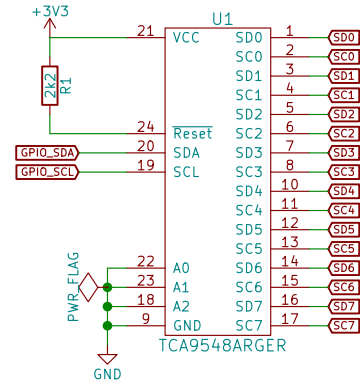 +3V3
U1
21 VCC SD0 1 SD0
SC0 2 SC0
2k2 R1
SD1 3 SD1
SC1 4 SC1
SD2 5 SD2
24 Reset SC2 6 SC2
GPIO_SDA 20 SDA SD3 7 SD3
GPIO_SCL 19 SCL SC3 8 SC3
SD4 10 SD4
SC4 11 SC4
SD5 12 SD5
SC5 13 SC5
PWR_FLAG
22 A0 SD6 14 SD6
23 A1 SC6 15 SC6
18 A2 SD7 16 SD7
9 GND SC7 17 SC7
TCA9548ARGER
GND